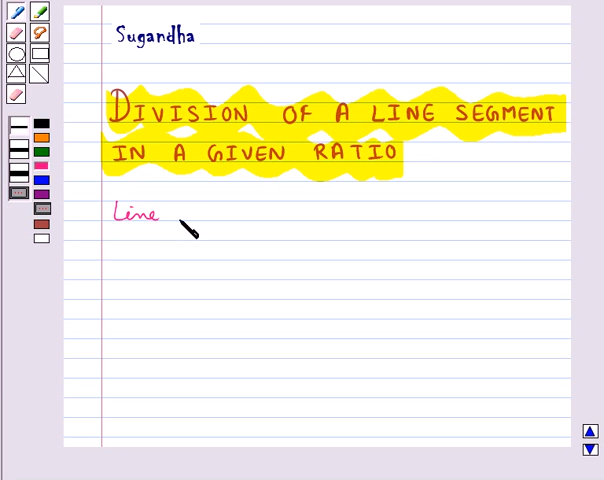 Sugandha
DIVISION OF A LINE SEGMENT
IN A GIVEN RATIO
Line